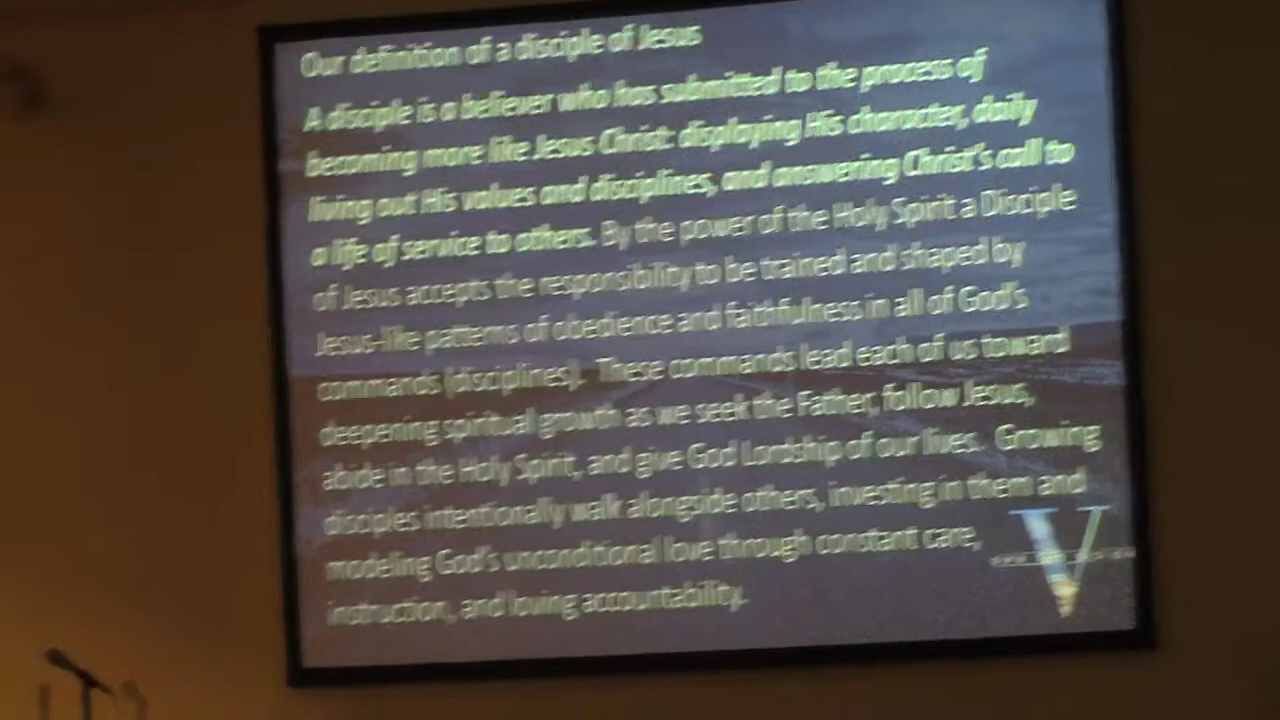 Our definition of a disciple of Jesus
A disciple is a believer who has submitted to the process of
becoming more like Jesus Christ: displaying His character, daily
living out His values and disciplines, and answering Christ's call to
a life of service to others. By the power of the Holy Spirit a Disciple
of Jesus accepts the responsibility to be trained and shaped by
Jesus-like patterns of obedience and faithfulness in all of God's
commands (disciplines). These commands lead each of us toward
deepening spiritual growth as we seek the Father, follow Jesus,
abide in the Holy Spirit, and give God Lordship of our lives. Growing
disciples intentionally walk alongside others, investing in them and
modeling God's unconditional love through constant care,
instruction, and loving accountability.
V